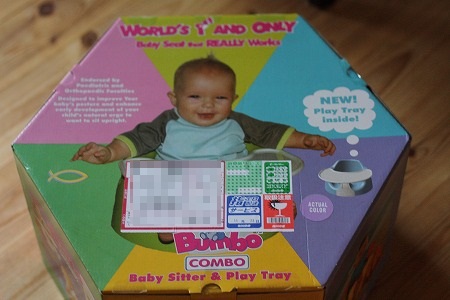 WORLD'S 1st AND ONLY
Baby Seat that REALLY Works
Endorsed by
Paediatric and
Orthopaedic Faculties
Designed to improve Your
baby's posture and enhance
early development of your
child's natural urge to
want to sit upright.
NEW!
Play Tray
Inside!
ACTUAL
COLOR
Bumbo
COMBO
Baby Sitter & Play Tray